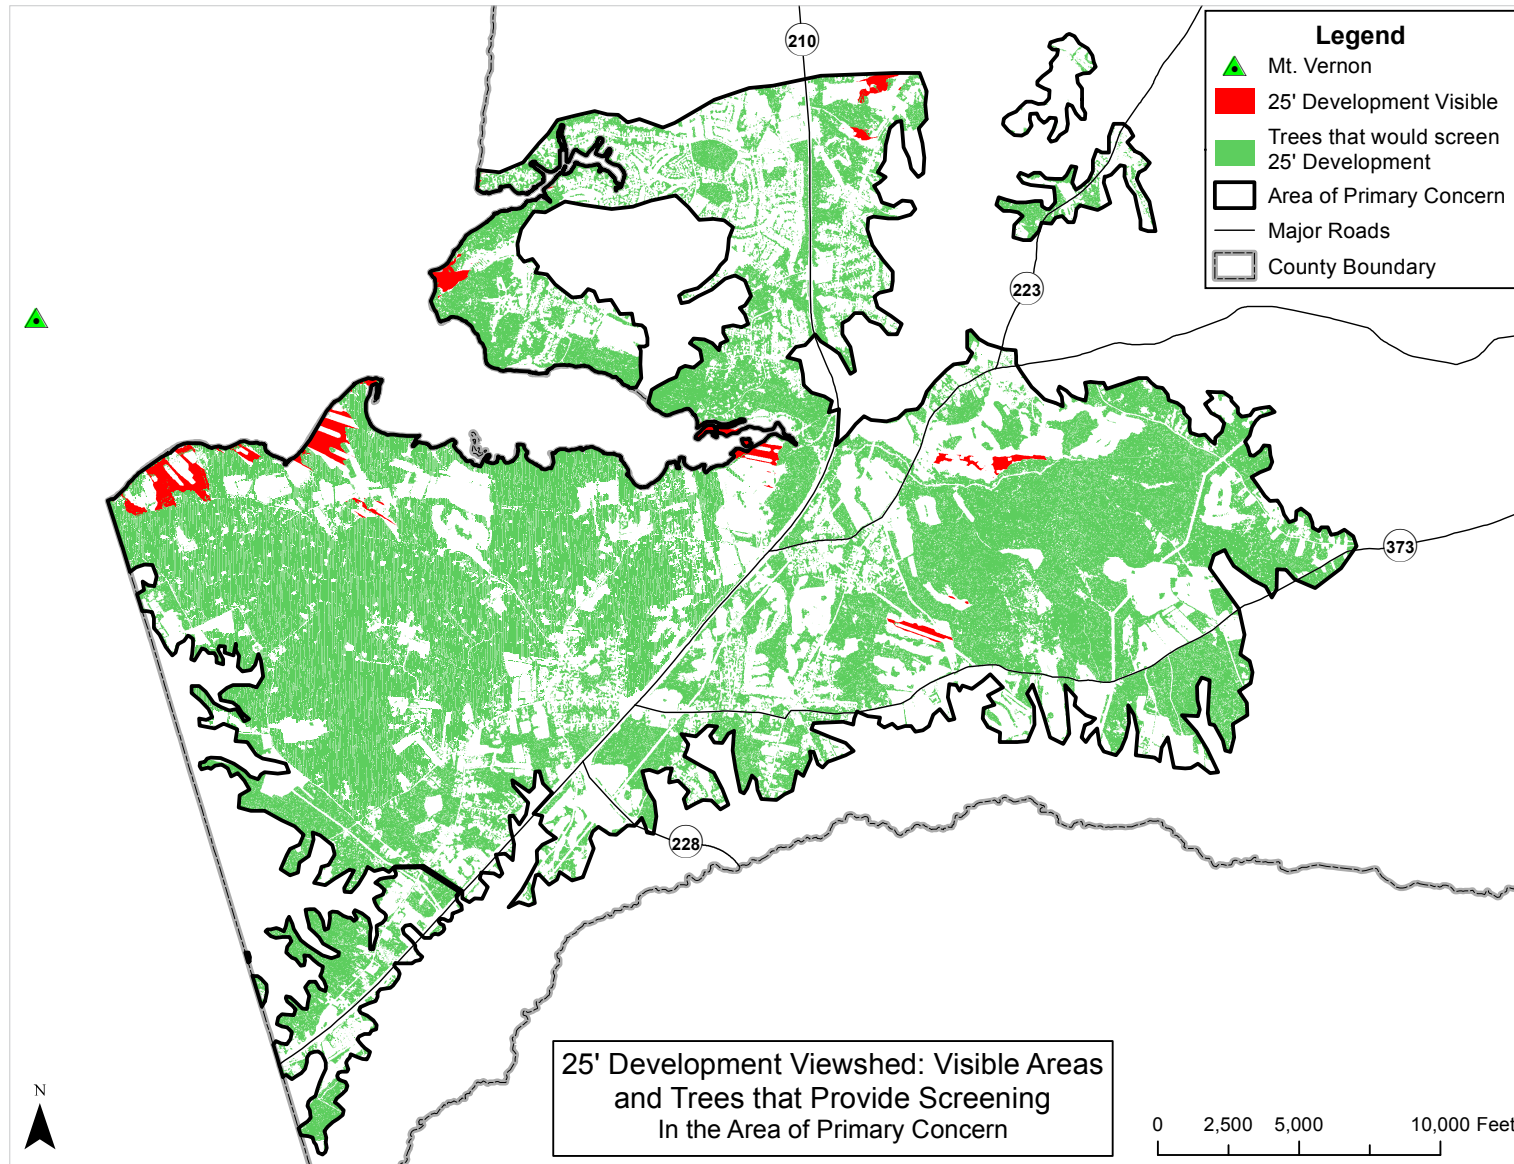 210
Legend
Mt. Vernon
25' Development Visible
Trees that would screen
25' Development
Area of Primary Concern
Major Roads
County Boundary
223
373
228
25' Development Viewshed: Visible Areas
and Trees that Provide Screening
In the Area of Primary Concern
N
0 2,500 5,000 10,000 Feet